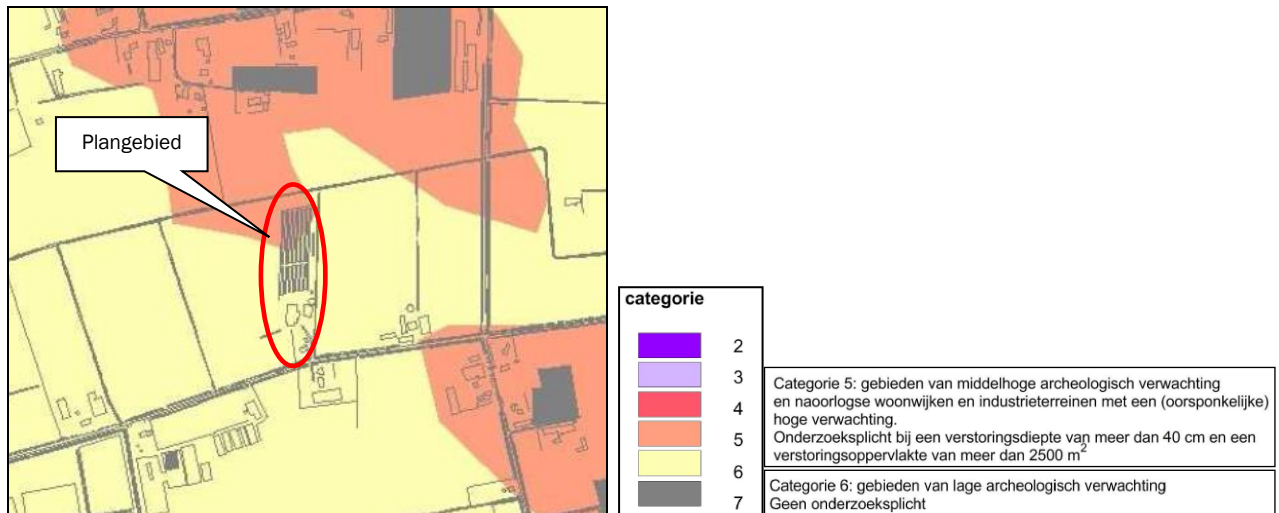 Plangebied
categorie
2
3
4
5
6
7
Categorie 5: gebieden van middelhoge archeologisch verwachting
en naoorlogse woonwijken en industrieterreinen met een (oorsponkelijke)
hoge verwachting.
Onderzoeksplicht bij een verstoringsdiepte van meer dan 40 cm en een
verstoringsoppervlakte van meer dan 2500 m²
Categorie 6: gebieden van lage archeologisch verwachting
Geen onderzoeksplicht